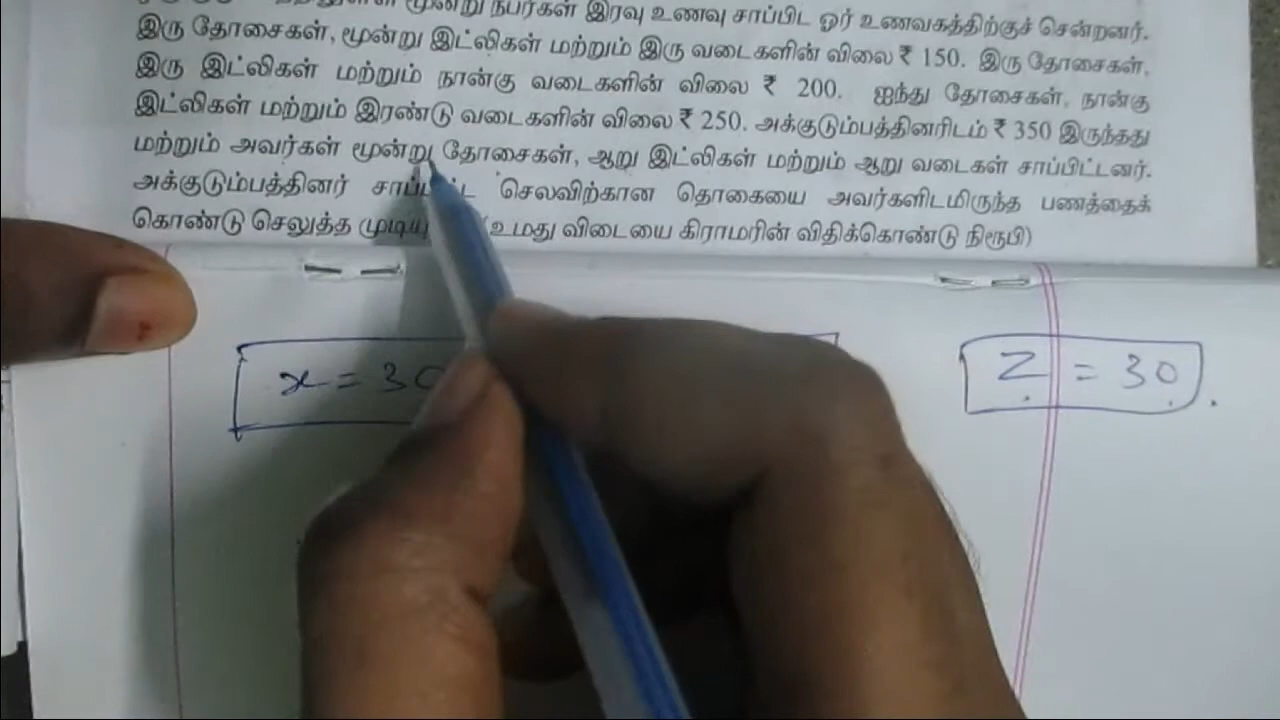 மூன்று நபர்கள் இரவு உணவு சாப்பிட ஓர் உணவகத்திற்குச் சென்றனர்.
இரு தோசைகள், மூன்று இட்லிகள் மற்றும் இரு வடைகளின் விலை ₹ 150. இரு தோசைகள்,
இரு இட்லிகள் மற்றும் நான்கு வடைகளின் விலை ₹ 200. ஐந்து தோசைகள், நான்கு
இட்லிகள் மற்றும் இரண்டு வடைகளின் விலை ₹ 250. அக்குடும்பத்தினரிடம் ₹ 350 இருந்தது
மற்றும் அவர்கள் மூன்று தோசைகள், ஆறு இட்லிகள் மற்றும் ஆறு வடைகள் சாப்பிட்டனர்.
அக்குடும்பத்தினர் செலவிற்கான தொகையை அவர்களிடமிருந்த பணத்தைக்
கொண்டு செலுத்த (உமது விடையை கிராமரின் விதிக்கொண்டு நிரூபி)
x = 30
Z = 30.